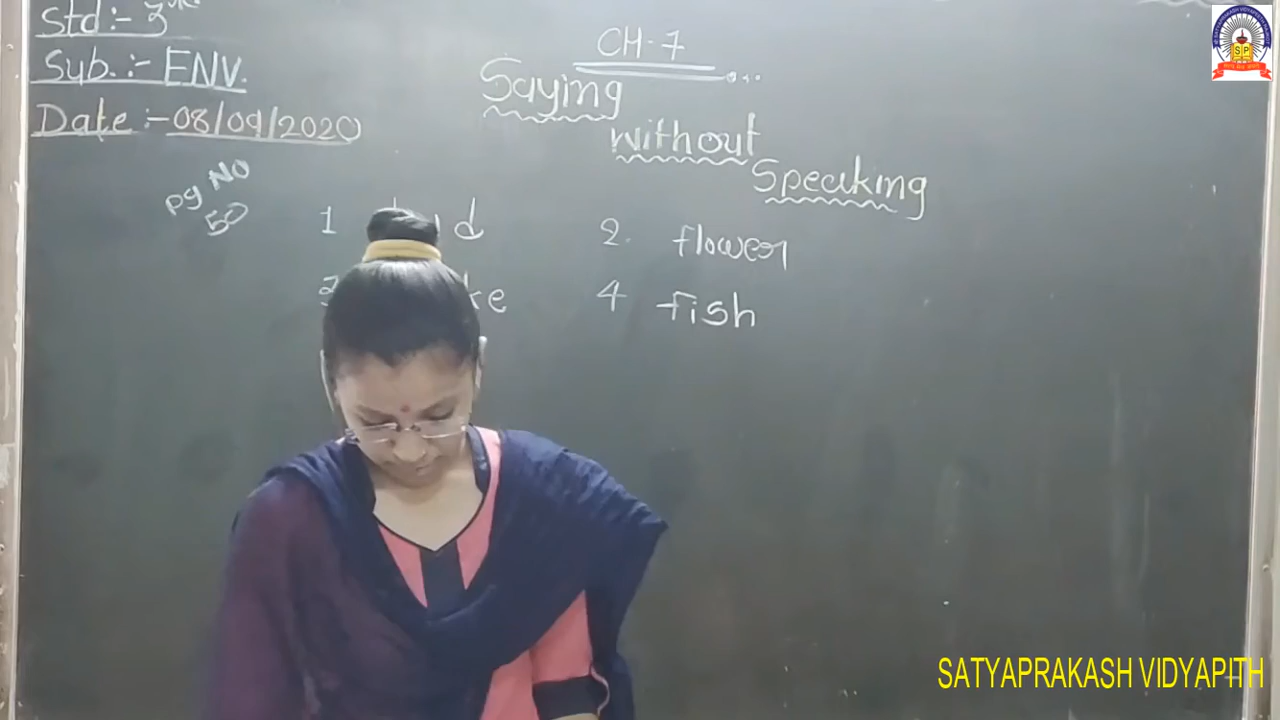 Std:- 3
Sub.:- ENV.
Date:-08/09/2020
CH-7
Saying
without
Speaking
Pg No
50
1
2. flower
4 fish
SATYAPRAKASH VIDYAPITH